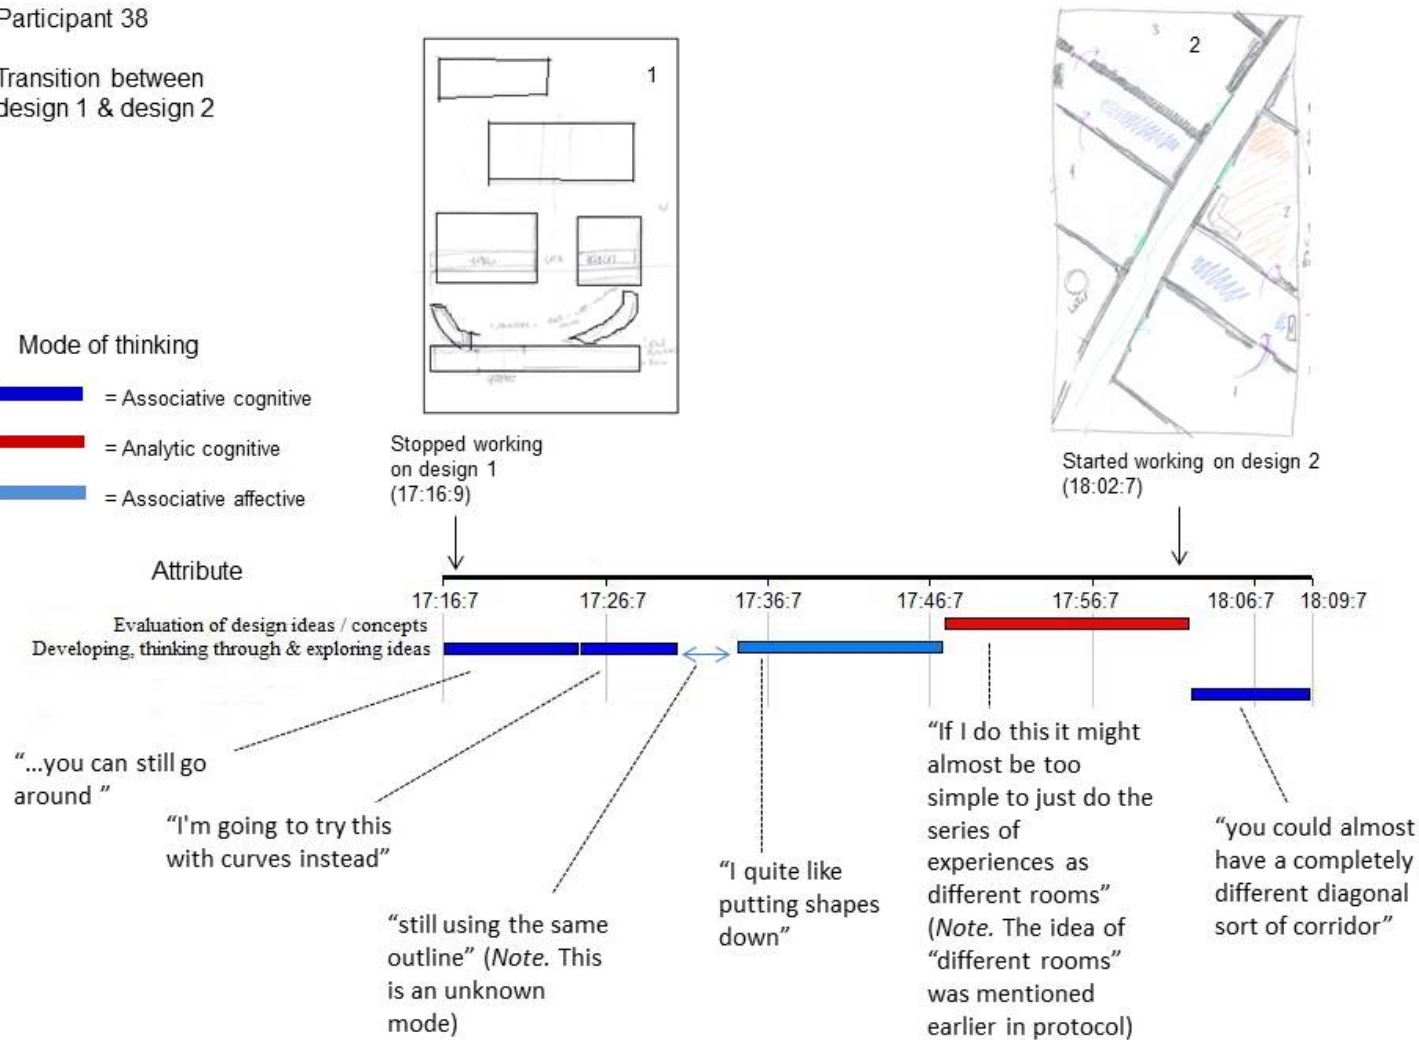 Participant 38
Transition between
design 1 & design 2
1
3
2
Mode of thinking
= Associative cognitive
= Analytic cognitive
= Associative affective
Stopped working
on design 1
(17:16:9)
Started working on design 2
(18:02:7)
Attribute
17:16:7 17:26:7 17:36:7 17:46:7 17:56:7 18:06:7 18:09:7
Evaluation of design ideas / concepts
Developing, thinking through & exploring ideas
“...you can still go
around ”
“I'm going to try this
with curves instead”
“still using the same
outline” (Note. This
is an unknown
mode)
“I quite like
putting shapes
down”
“If I do this it might
almost be too
simple to just do the
series of
experiences as
different rooms”
(Note. The idea of
“different rooms”
was mentioned
earlier in protocol)
“you could almost
have a completely
different diagonal
sort of corridor”